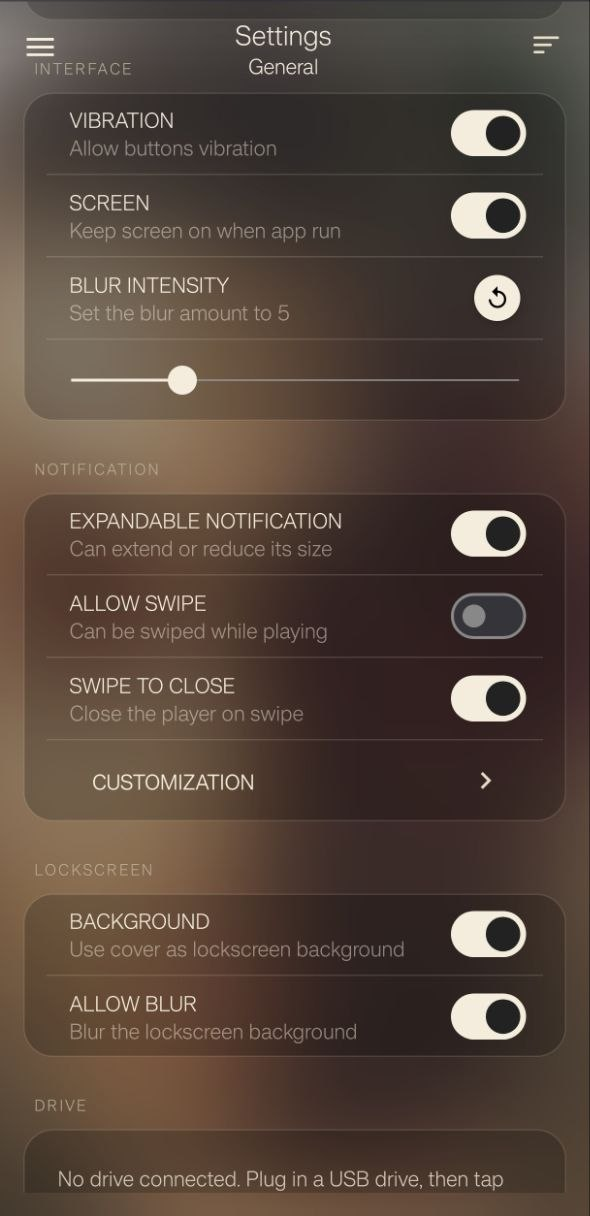 Settings
General
INTERFACE
VIBRATION
Allow buttons vibration
SCREEN
Keep screen on when app run
BLUR INTENSITY
Set the blur amount to 5
NOTIFICATION
EXPANDABLE NOTIFICATION
Can extend or reduce its size
ALLOW SWIPE
Can be swiped while playing
SWIPE TO CLOSE
Close the player on swipe
CUSTOMIZATION
LOCKSCREEN
BACKGROUND
Use cover as lockscreen background
ALLOW BLUR
Blur the lockscreen background
DRIVE
No drive connected. Plug in a USB drive, then tap